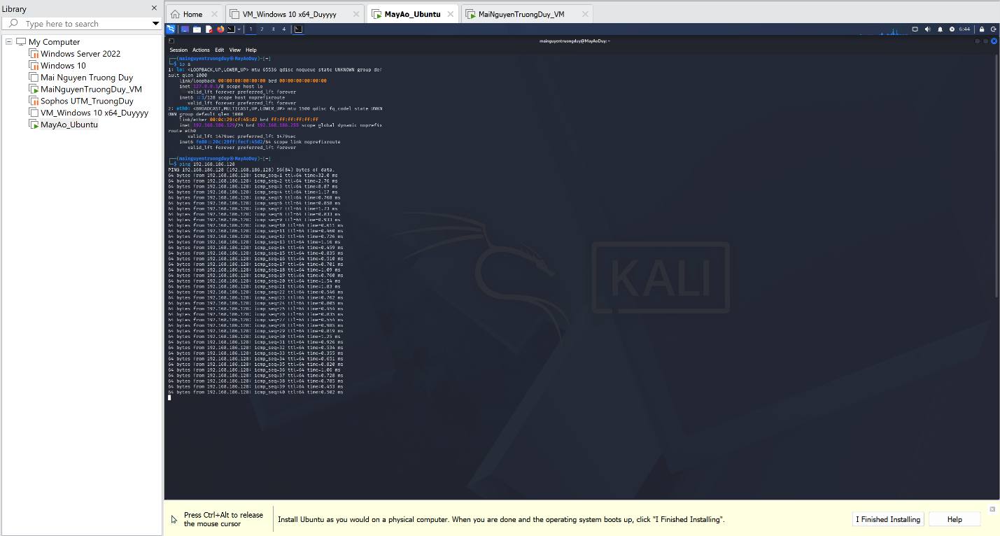 Library
Type here to search
My Computer
Windows Server 2022
Windows 10
Mai Nguyen Truong Duy
MaiNguyenTruongDuy_VM
Sophos UTM_TruongDuy
VM_Windows 10 x64_Duyyyy
MayAo_Ubuntu
Home
VM_Windows 10 x64_Duyyyy
MayAo_Ubuntu
MaiNguyenTruongDuy_VM
1 2 3 4
6:44
mainguyentruongduy@MayAoDuy: ~
Session Actions Edit View Help
(mainguyentruongduy㉿MayAoDuy)-[~]
$ ip a
1: lo: <LOOPBACK,UP,LOWER_UP> mtu 65536 qdisc noqueue state UNKNOWN group def
ault qlen 1000
link/loopback 00:00:00:00:00:00 brd 00:00:00:00:00:00
inet 127.0.0.1/8 scope host lo
valid_lft forever preferred_lft forever
inet6 ::1/128 scope host noprefixroute
valid_lft forever preferred_lft forever
2: eth0: <BROADCAST,MULTICAST,UP,LOWER_UP> mtu 1500 qdisc fq_codel state UNKN
OWN group default qlen 1000
link/ether 00:0c:29:cf:45:d2 brd ff:ff:ff:ff:ff:ff
inet 192.168.186.129/24 brd 192.168.186.255 scope global dynamic noprefix
route eth0
valid_lft 1479sec preferred_lft 1479sec
inet6 fe80::20c:29ff:fecf:45d2/64 scope link noprefixroute
valid_lft forever preferred_lft forever
(mainguyentruongduy㉿MayAoDuy)-[~]
$ ping 192.168.186.128
PING 192.168.186.128 (192.168.186.128) 56(84) bytes of data.
64 bytes from 192.168.186.128: icmp_seq=1 ttl=64 time=32.0 ms
64 bytes from 192.168.186.128: icmp_seq=2 ttl=64 time=2.76 ms
64 bytes from 192.168.186.128: icmp_seq=3 ttl=64 time=8.87 ms
64 bytes from 192.168.186.128: icmp_seq=4 ttl=64 time=1.17 ms
64 bytes from 192.168.186.128: icmp_seq=5 ttl=64 time=0.768 ms
64 bytes from 192.168.186.128: icmp_seq=6 ttl=64 time=0.858 ms
64 bytes from 192.168.186.128: icmp_seq=7 ttl=64 time=1.73 ms
64 bytes from 192.168.186.128: icmp_seq=8 ttl=64 time=0.833 ms
64 bytes from 192.168.186.128: icmp_seq=9 ttl=64 time=0.933 ms
64 bytes from 192.168.186.128: icmp_seq=10 ttl=64 time=0.611 ms
64 bytes from 192.168.186.128: icmp_seq=11 ttl=64 time=0.460 ms
64 bytes from 192.168.186.128: icmp_seq=12 ttl=64 time=0.726 ms
64 bytes from 192.168.186.128: icmp_seq=13 ttl=64 time=1.16 ms
64 bytes from 192.168.186.128: icmp_seq=14 ttl=64 time=0.459 ms
64 bytes from 192.168.186.128: icmp_seq=15 ttl=64 time=0.835 ms
64 bytes from 192.168.186.128: icmp_seq=16 ttl=64 time=0.510 ms
64 bytes from 192.168.186.128: icmp_seq=17 ttl=64 time=0.701 ms
64 bytes from 192.168.186.128: icmp_seq=18 ttl=64 time=1.09 ms
64 bytes from 192.168.186.128: icmp_seq=19 ttl=64 time=0.760 ms
64 bytes from 192.168.186.128: icmp_seq=20 ttl=64 time=1.54 ms
64 bytes from 192.168.186.128: icmp_seq=21 ttl=64 time=1.83 ms
64 bytes from 192.168.186.128: icmp_seq=22 ttl=64 time=0.546 ms
64 bytes from 192.168.186.128: icmp_seq=23 ttl=64 time=0.762 ms
64 bytes from 192.168.186.128: icmp_seq=24 ttl=64 time=0.805 ms
64 bytes from 192.168.186.128: icmp_seq=25 ttl=64 time=0.454 ms
64 bytes from 192.168.186.128: icmp_seq=26 ttl=64 time=0.835 ms
64 bytes from 192.168.186.128: icmp_seq=27 ttl=64 time=0.554 ms
64 bytes from 192.168.186.128: icmp_seq=28 ttl=64 time=0.985 ms
64 bytes from 192.168.186.128: icmp_seq=29 ttl=64 time=0.819 ms
64 bytes from 192.168.186.128: icmp_seq=30 ttl=64 time=1.25 ms
64 bytes from 192.168.186.128: icmp_seq=31 ttl=64 time=0.926 ms
64 bytes from 192.168.186.128: icmp_seq=32 ttl=64 time=0.534 ms
64 bytes from 192.168.186.128: icmp_seq=33 ttl=64 time=0.355 ms
64 bytes from 192.168.186.128: icmp_seq=34 ttl=64 time=0.651 ms
64 bytes from 192.168.186.128: icmp_seq=35 ttl=64 time=0.820 ms
64 bytes from 192.168.186.128: icmp_seq=36 ttl=64 time=1.06 ms
64 bytes from 192.168.186.128: icmp_seq=37 ttl=64 time=0.728 ms
64 bytes from 192.168.186.128: icmp_seq=38 ttl=64 time=0.785 ms
64 bytes from 192.168.186.128: icmp_seq=39 ttl=64 time=0.453 ms
64 bytes from 192.168.186.128: icmp_seq=40 ttl=64 time=0.502 ms
KALI
Press Ctrl+Alt to release
the mouse cursor
Install Ubuntu as you would on a physical computer. When you are done and the operating system boots up, click "I Finished Installing".
I Finished Installing
Help